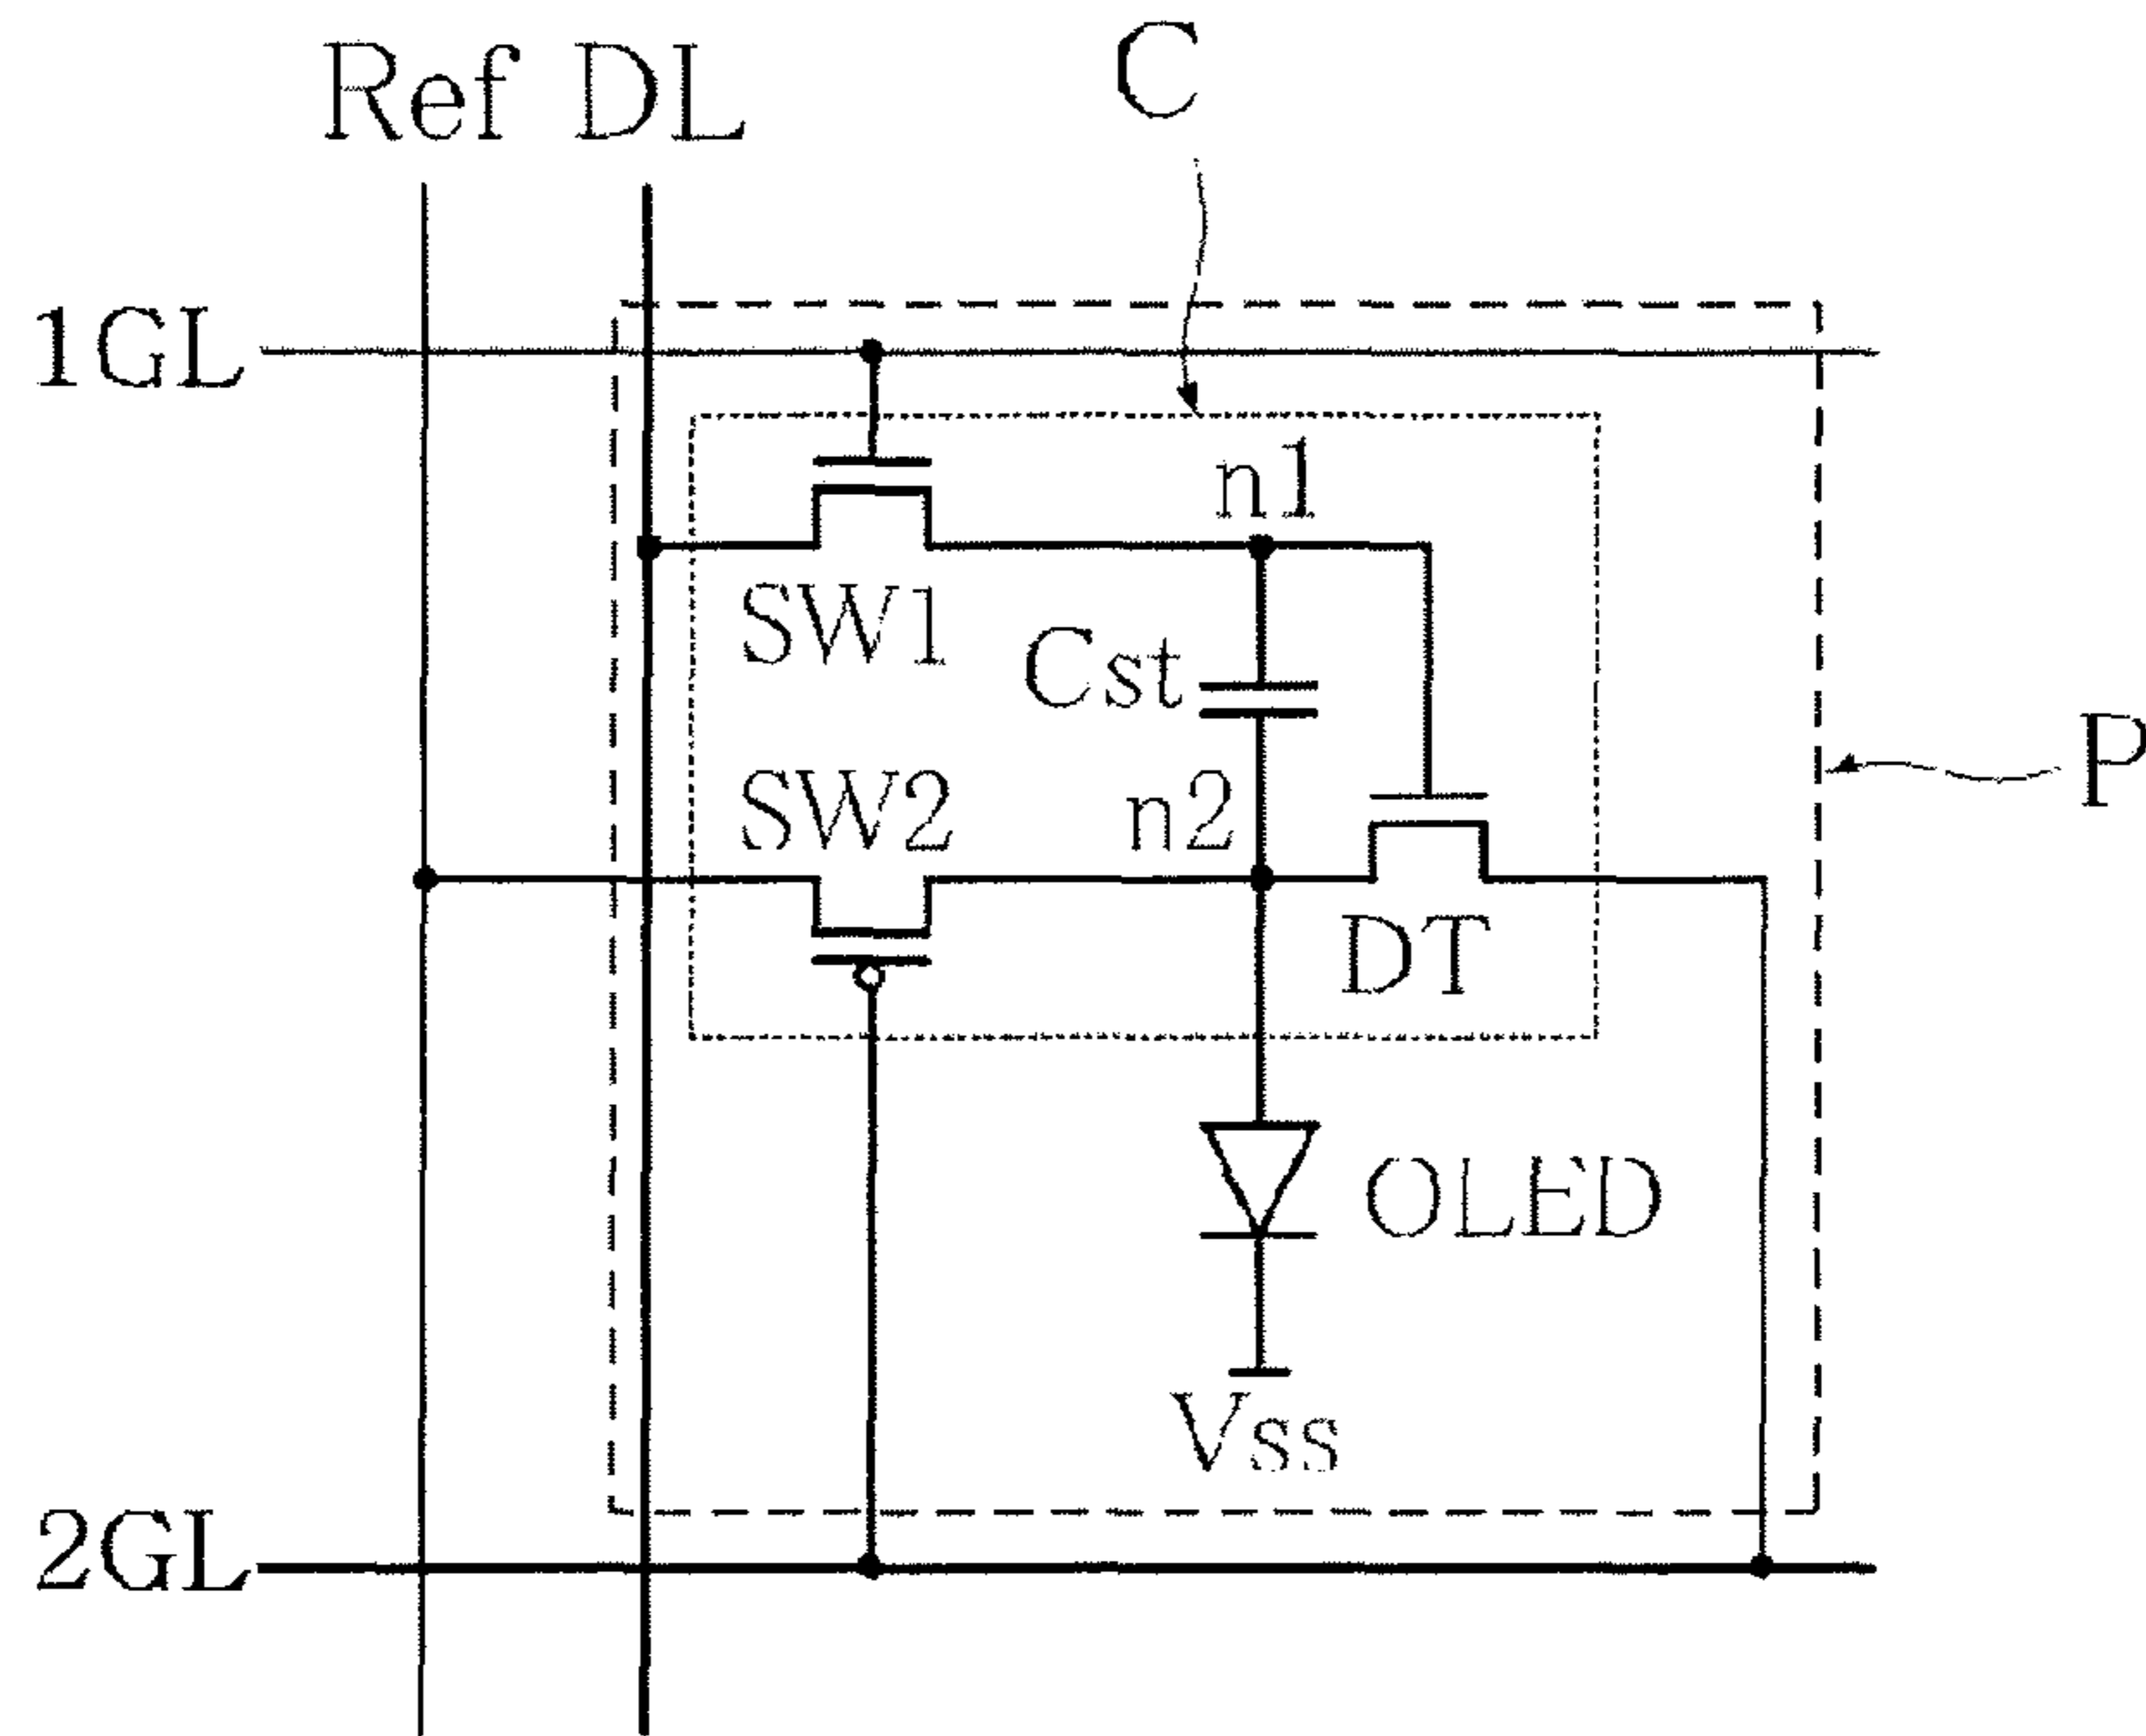 Ref DL C
1GL
n1
SW1
Cst
P
SW2 n2
DT
OLED
Vss
2GL